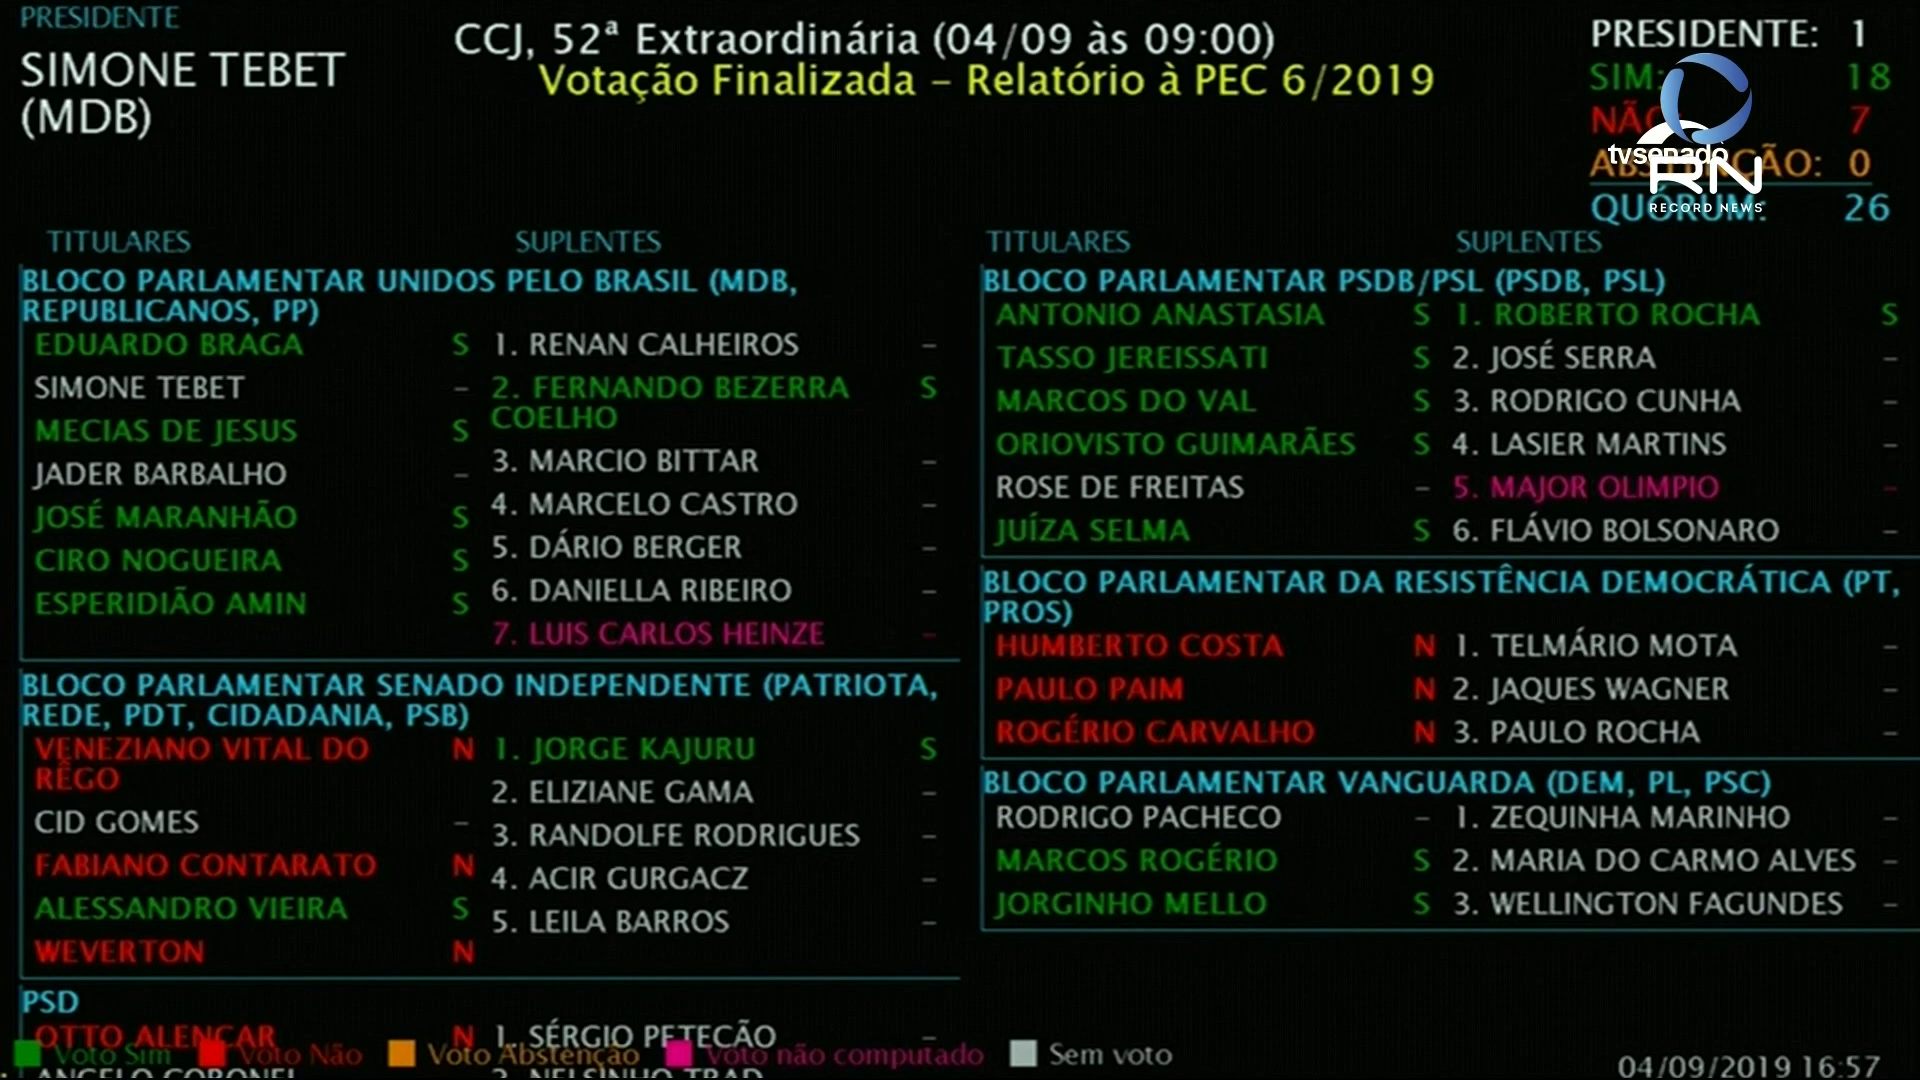 PRESIDENTE
SIMONE TEBET
(MDB)
CCJ, 52ª Extraordinária (04/09 às 09:00)
Votação Finalizada - Relatório à PEC 6/2019
PRESIDENTE: 1
SIM: 18
NÃO 7
ABSTENÇÃO: 0
QUÓRUM: 26
tvsenado
RN
RECORD NEWS
TITULARES SUPLENTES
BLOCO PARLAMENTAR UNIDOS PELO BRASIL (MDB,
REPUBLICANOS, PP)
EDUARDO BRAGA S 1. RENAN CALHEIROS -
SIMONE TEBET - 2. FERNANDO BEZERRA S
COELHO
MECIAS DE JESUS S
JADER BARBALHO - 3. MARCIO BITTAR -
JOSÉ MARANHÃO S 4. MARCELO CASTRO -
CIRO NOGUEIRA S 5. DÁRIO BERGER -
ESPERIDIÃO AMIN S 6. DANIELLA RIBEIRO -
7. LUIS CARLOS HEINZE -
BLOCO PARLAMENTAR SENADO INDEPENDENTE (PATRIOTA,
REDE, PDT, CIDADANIA, PSB)
VENEZIANO VITAL DO N 1. JORGE KAJURU S
RÊGO
CID GOMES - 2. ELIZIANE GAMA -
FABIANO CONTARATO N 3. RANDOLFE RODRIGUES -
ALESSANDRO VIEIRA S 4. ACIR GURGACZ -
WEVERTON N 5. LEILA BARROS -
PSD
OTTO ALENCAR N 1. SÉRGIO PETECÃO -
ANGELO CORONEL 2. NELSINHO TRAD
TITULARES SUPLENTES
BLOCO PARLAMENTAR PSDB/PSL (PSDB, PSL)
ANTONIO ANASTASIA S 1. ROBERTO ROCHA S
TASSO JEREISSATI S 2. JOSÉ SERRA -
MARCOS DO VAL S 3. RODRIGO CUNHA -
ORIOVISTO GUIMARÃES S 4. LASIER MARTINS -
ROSE DE FREITAS - 5. MAJOR OLIMPIO -
JUÍZA SELMA S 6. FLÁVIO BOLSONARO -
BLOCO PARLAMENTAR DA RESISTÊNCIA DEMOCRÁTICA (PT,
PROS)
HUMBERTO COSTA N 1. TELMÁRIO MOTA -
PAULO PAIM N 2. JAQUES WAGNER -
ROGÉRIO CARVALHO N 3. PAULO ROCHA -
BLOCO PARLAMENTAR VANGUARDA (DEM, PL, PSC)
RODRIGO PACHECO - 1. ZEQUINHA MARINHO -
MARCOS ROGÉRIO S 2. MARIA DO CARMO ALVES -
JORGINHO MELLO S 3. WELLINGTON FAGUNDES -
Voto Sim Voto Não Voto Abstenção Voto não computado Sem voto
04/09/2019 16:57